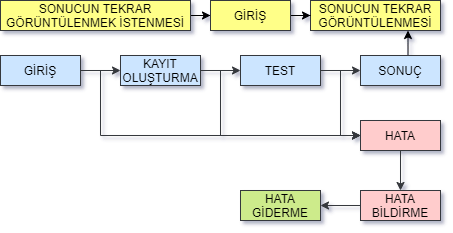 SONUCUN TEKRAR
GÖRÜNTÜLENMEK İSTENMESİ
GİRİŞ
SONUCUN TEKRAR
GÖRÜNTÜLENMESİ
GİRİŞ
KAYIT
OLUŞTURMA
TEST
SONUÇ
HATA
HATA
GİDERME
HATA
BİLDİRME